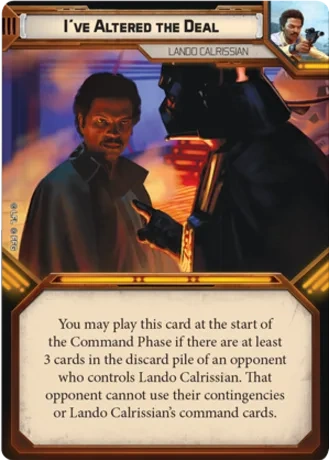 I've Altered the Deal
LANDO CALRISSIAN
You may play this card at the start of
the Command Phase if there are at least
3 cards in the discard pile of an opponent
who controls Lando Calrissian. That
opponent cannot use their contingencies
or Lando Calrissian's command cards.